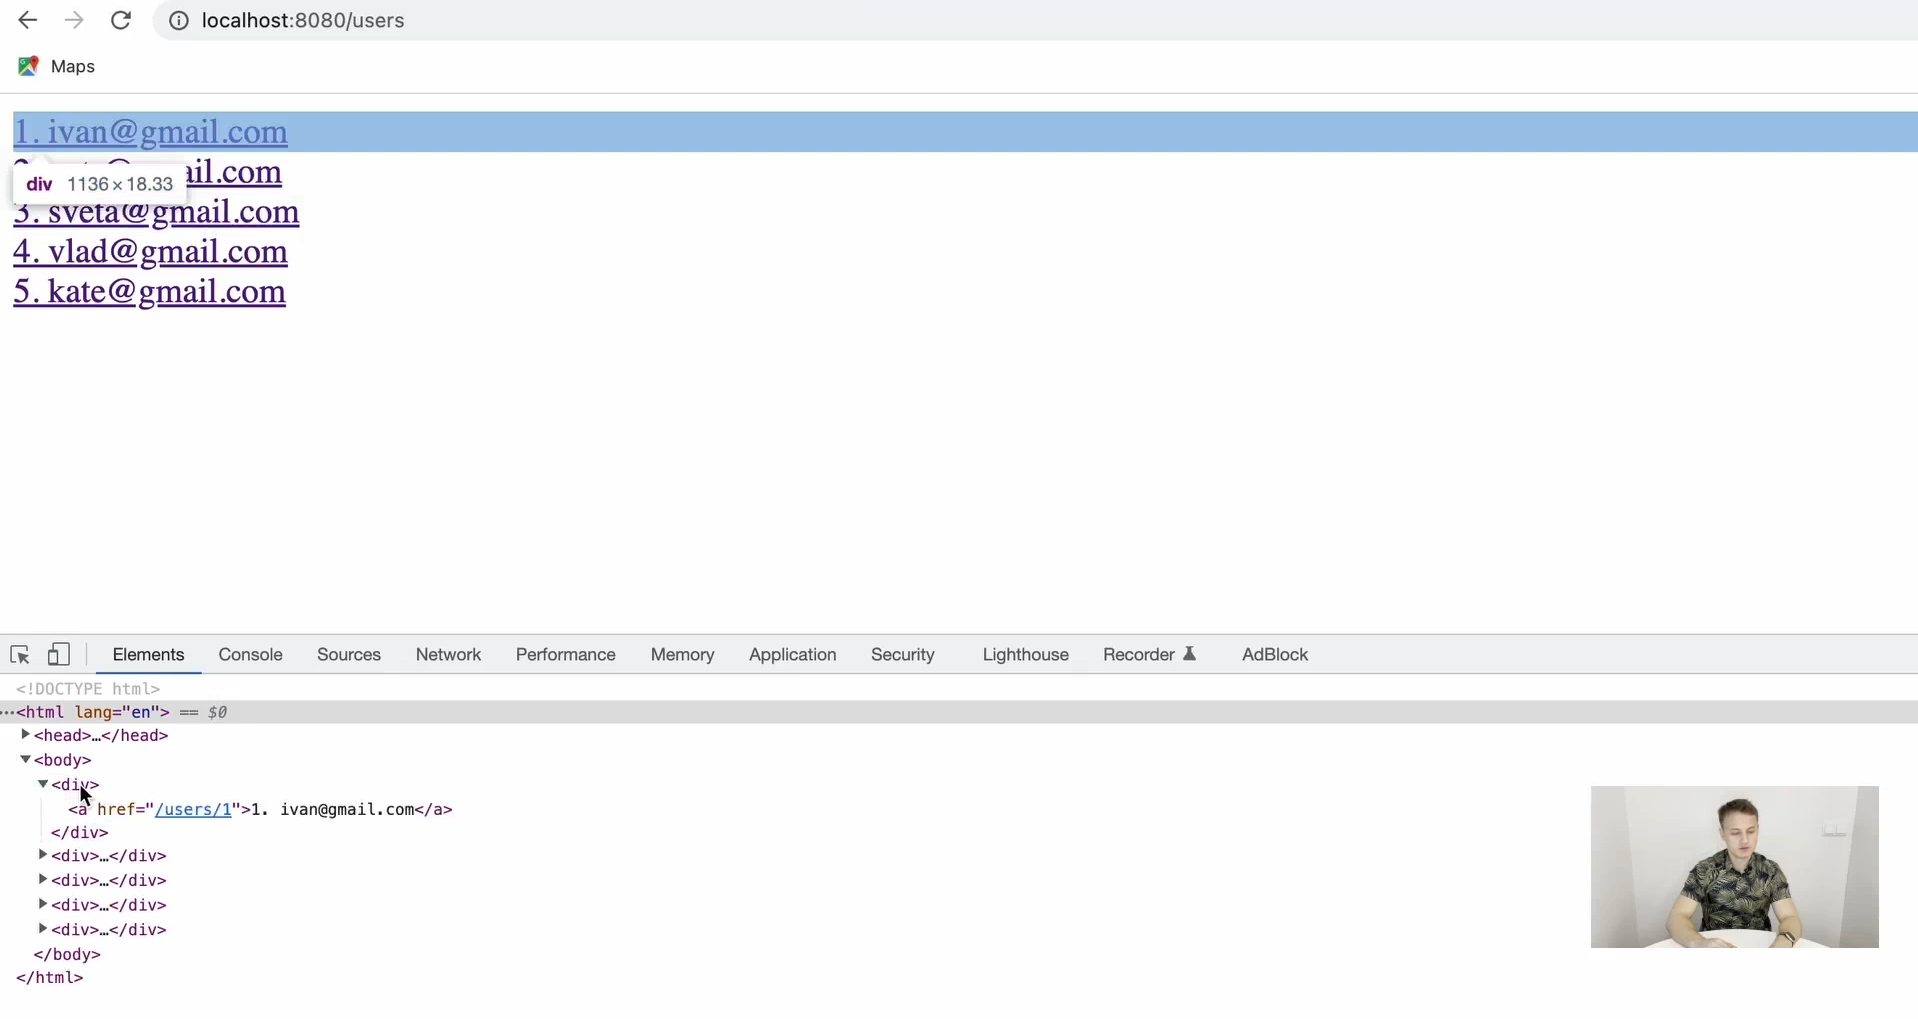 localhost:8080/users
Maps
1. ivan@gmail.com
ail.com
div 1136×18.33
3. sveta@gmail.com
4. vlad@gmail.com
5. kate@gmail.com
Elements Console Sources Network Performance Memory Application Security Lighthouse Recorder AdBlock
<!DOCTYPE html>
…<html lang="en"> == $0
<head>…</head>
<body>
<div>
<a href="/users/1">1. ivan@gmail.com</a>
</div>
<div>…</div>
<div>…</div>
<div>…</div>
<div>…</div>
</body>
</html>